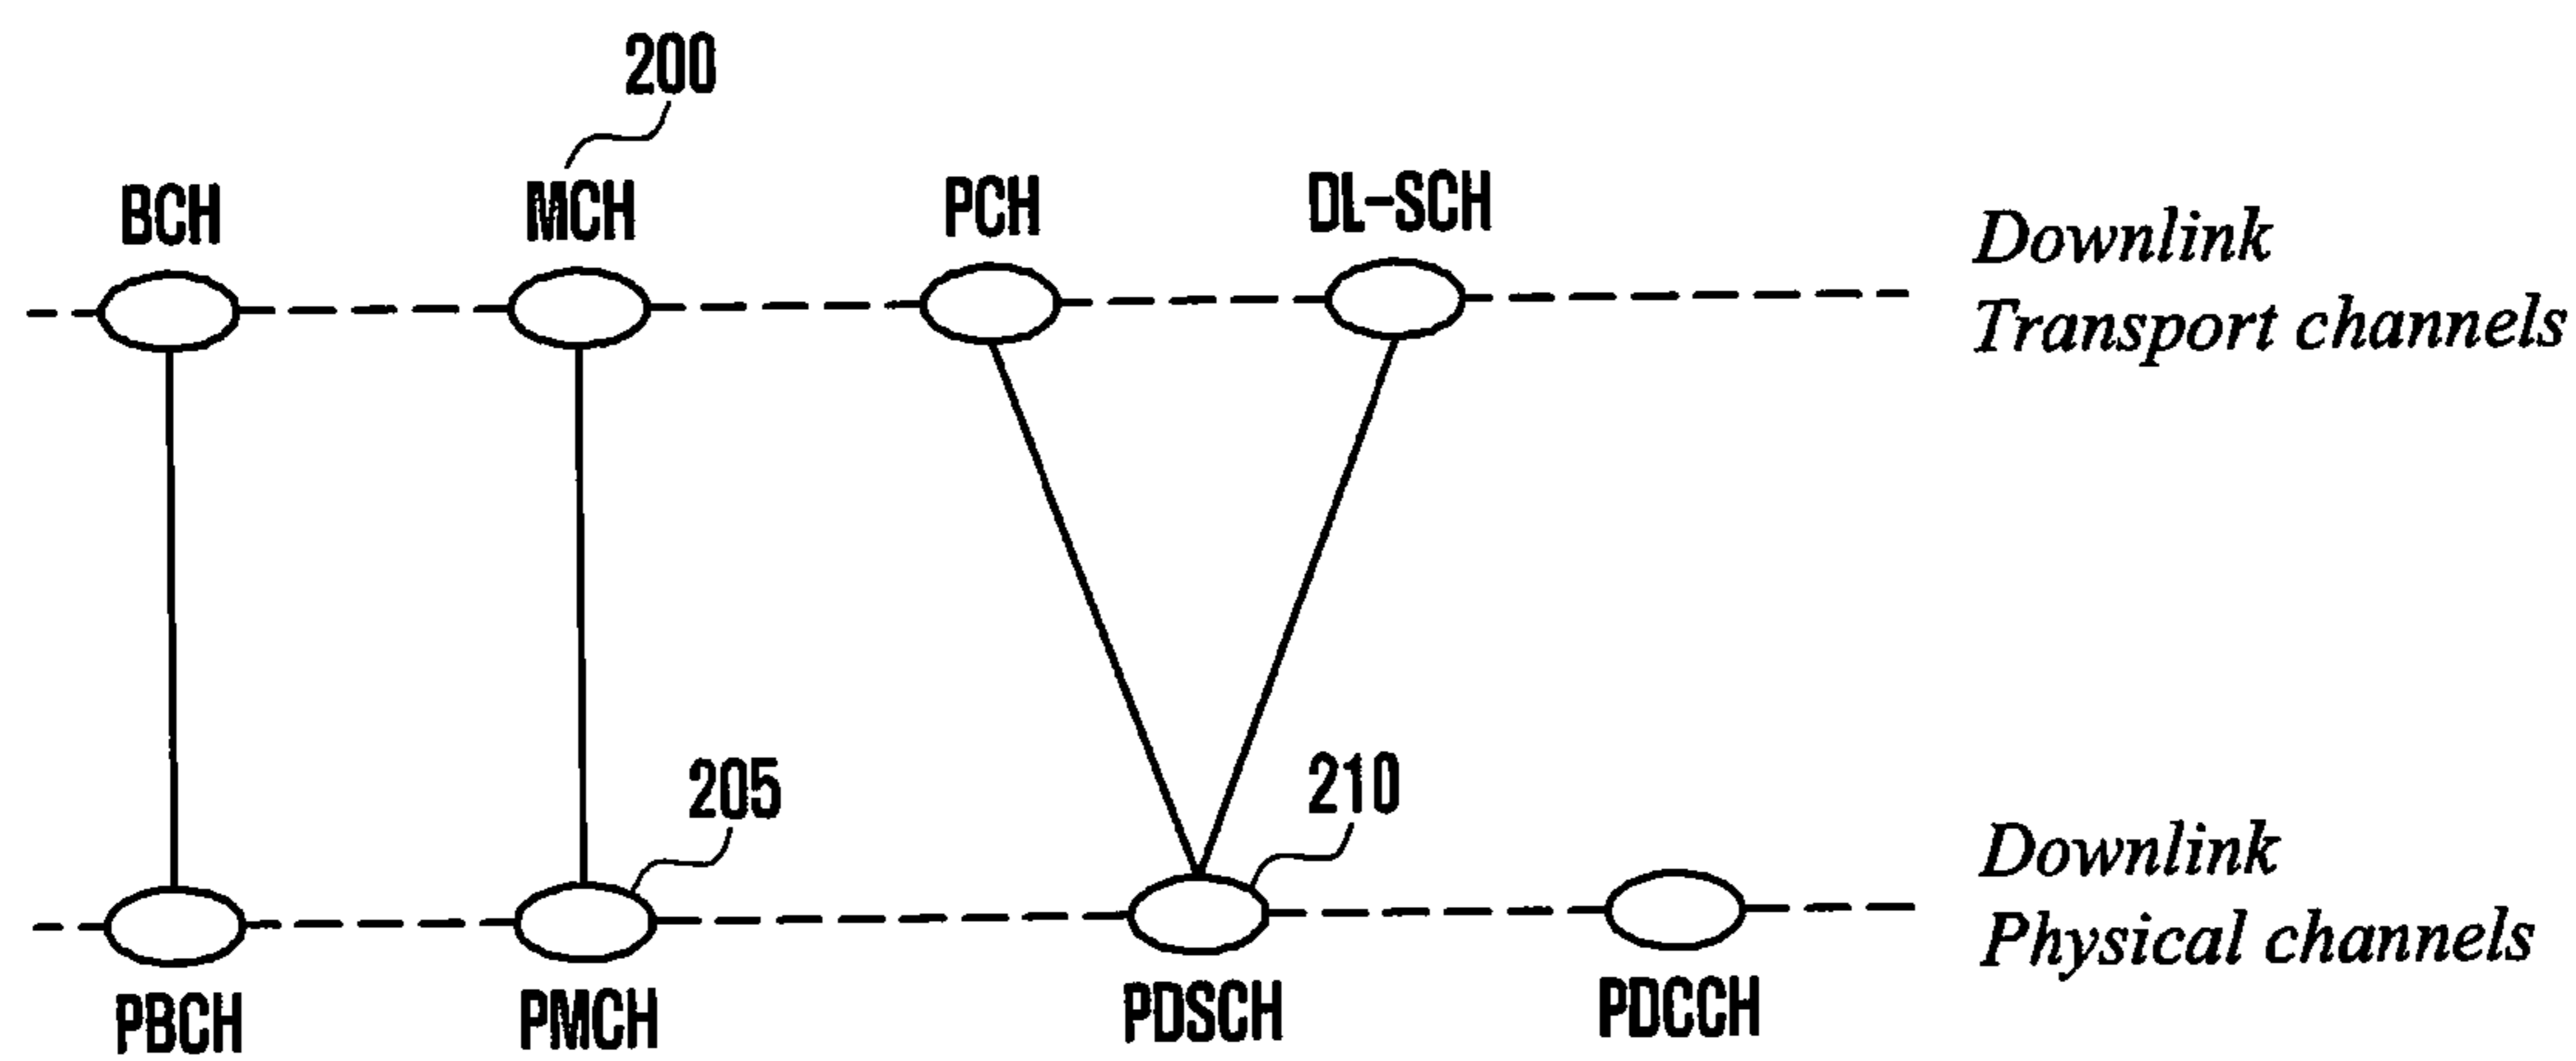 200
BCH
MCH
PCH
DL-SCH
Downlink
Transport channels
205
210
Downlink
Physical channels
PBCH
PMCH
PDSCH
PDCCH